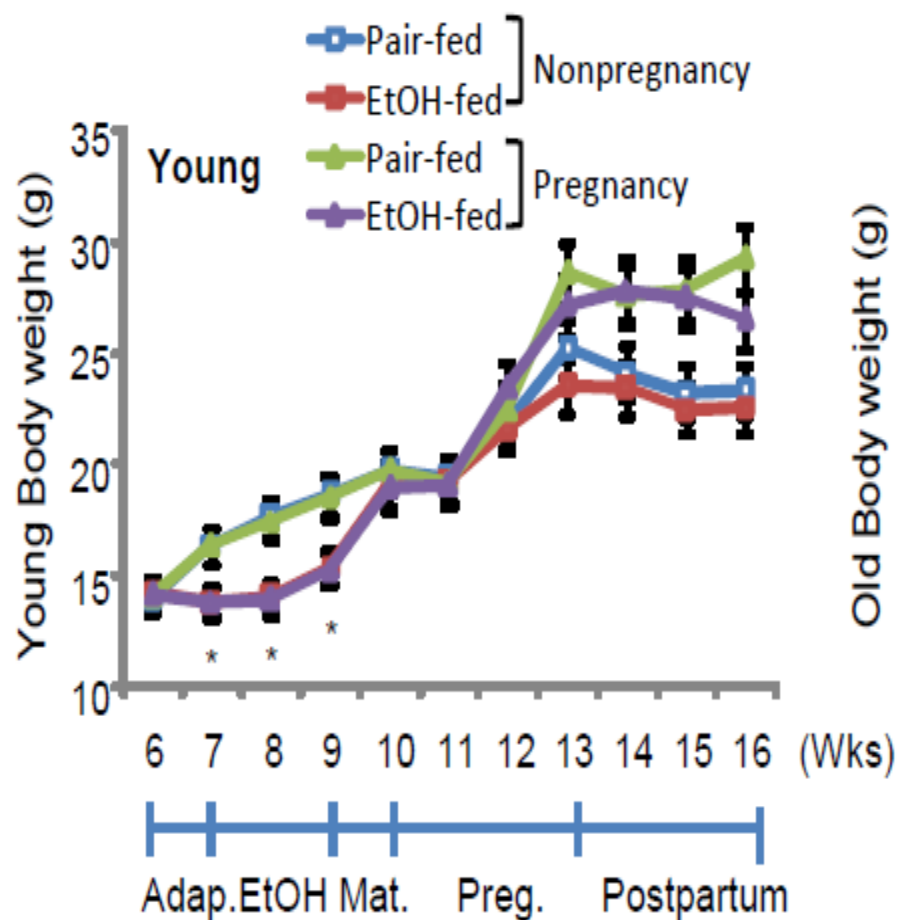 Pair-fed
EtOH-fed
Nonpregnancy
Pair-fed
EtOH-fed
Pregnancy
Young
Young Body weight (g)
35
30
25
20
15
10
* * *
6 7 8 9 10 11 12 13 14 15 16 (Wks)
Adap. EtOH Mat. Preg. Postpartum
Old Body weight (g)